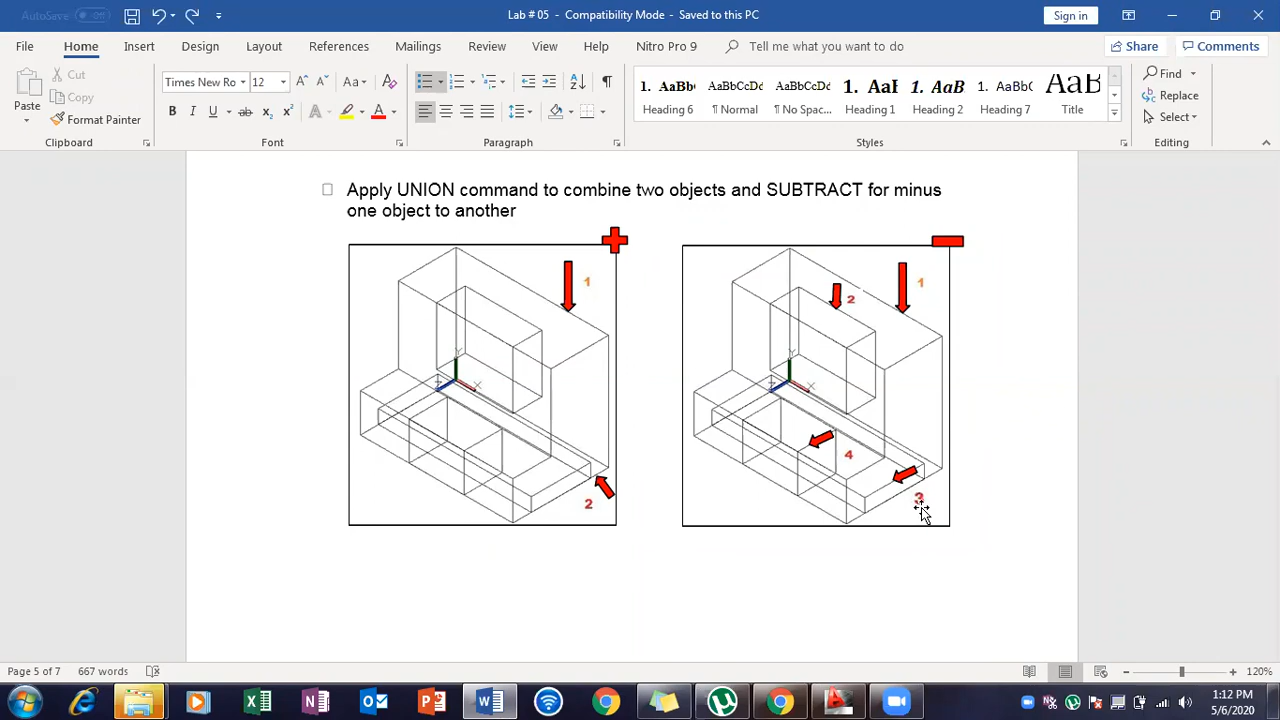 AutoSave Off
Lab # 05 - Compatibility Mode - Saved to this PC
Sign in
File Home Insert Design Layout References Mailings Review View Help Nitro Pro 9 Tell me what you want to do Share Comments
Paste
Cut
Copy
Format Painter
Clipboard
Times New Ro 12
Font
Paragraph
1. AaBb( AaBbCcDc AaBbCcDc 1. AaI 1. AaB 1. AaBbC AaB
Heading 6 ¶ Normal ¶ No Spac... Heading 1 Heading 2 Heading 7 Title
Styles
Find
Replace
Select
Editing
Apply UNION command to combine two objects and SUBTRACT for minus
one object to another
1
Y
Z X
2
1
2
Y
Z X
4
3
Page 5 of 7 667 words
120%
1:12 PM
5/6/2020